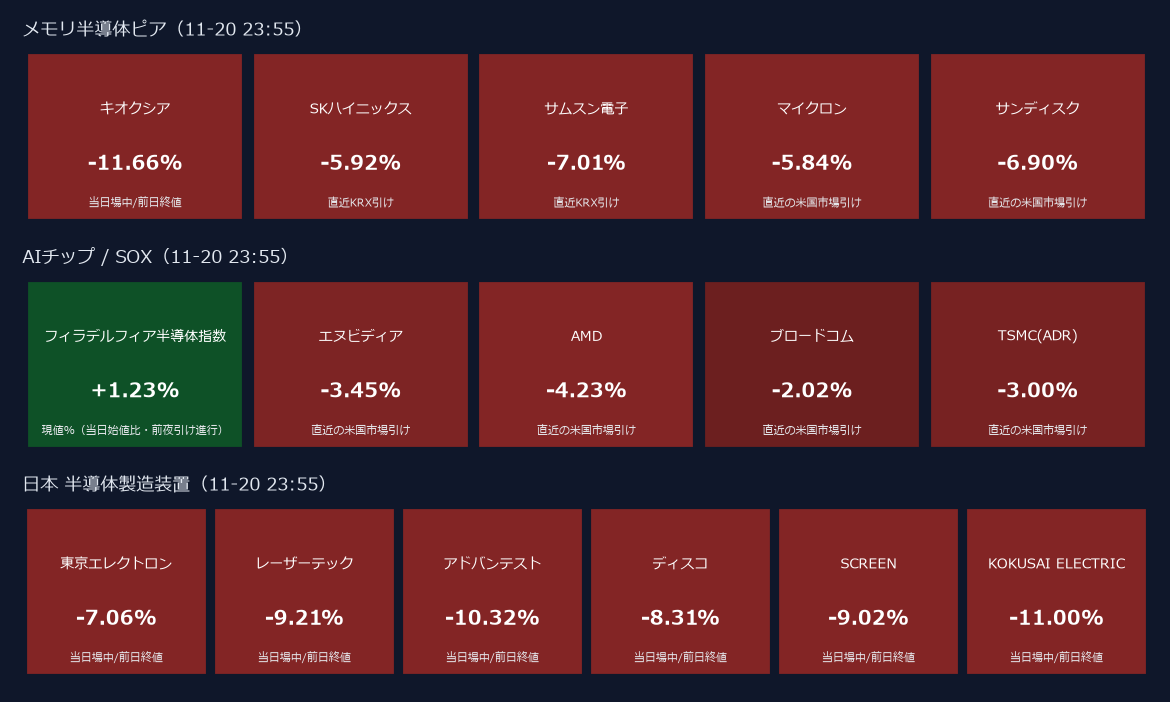 メモリ半導体ピア（11-20 23:55）
キオクシア
-11.66%
当日場中/前日終値
SKハイニックス
-5.92%
直近KRX引け
サムスン電子
-7.01%
直近KRX引け
マイクロン
-5.84%
直近の米国市場引け
サンディスク
-6.90%
直近の米国市場引け
AIチップ / SOX（11-20 23:55）
フィラデルフィア半導体指数
+1.23%
現値%（当日始値比・前夜引け進行）
エヌビディア
-3.45%
直近の米国市場引け
AMD
-4.23%
直近の米国市場引け
ブロードコム
-2.02%
直近の米国市場引け
TSMC(ADR)
-3.00%
直近の米国市場引け
日本 半導体製造装置（11-20 23:55）
東京エレクトロン
-7.06%
当日場中/前日終値
レーザーテック
-9.21%
当日場中/前日終値
アドバンテスト
-10.32%
当日場中/前日終値
ディスコ
-8.31%
当日場中/前日終値
SCREEN
-9.02%
当日場中/前日終値
KOKUSAI ELECTRIC
-11.00%
当日場中/前日終値